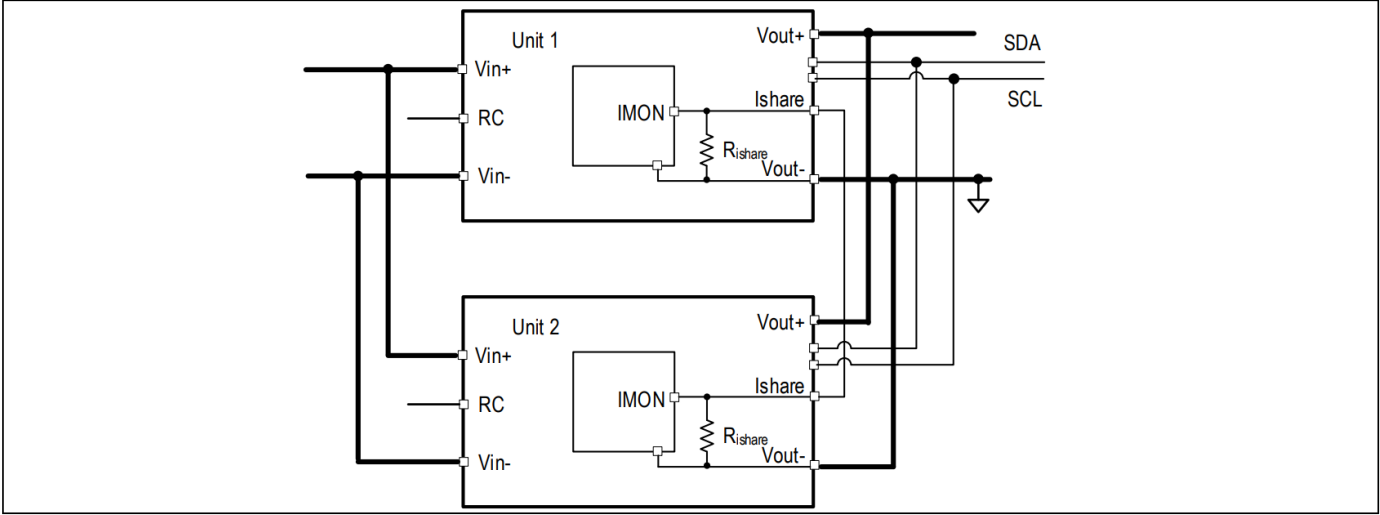 Unit 1
Vout+
SDA
Vin+
SCL
Ishare
IMON
RC
Rishare
Vout-
Vin-
Unit 2
Vout+
Vin+
Ishare
IMON
RC
Rishare
Vout-
Vin-